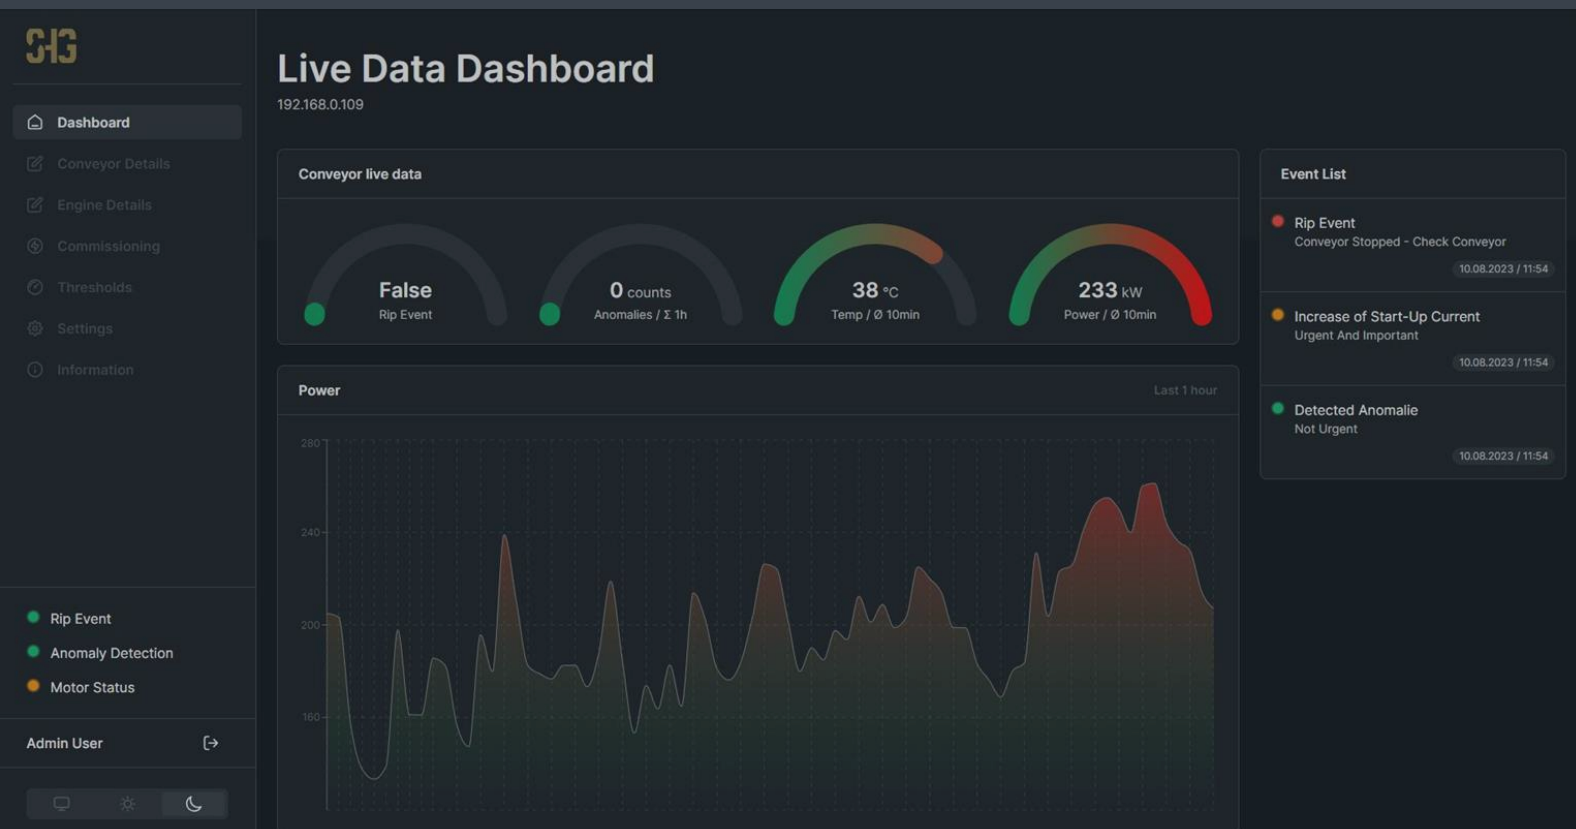 SHG
Dashboard
Conveyor Details
Engine Details
Commissioning
Thresholds
Settings
Information
Rip Event
Anomaly Detection
Motor Status
Admin User
Live Data Dashboard
192.168.0.109
Conveyor live data
False
Rip Event
0 counts
Anomalies / Σ 1h
38 °C
Temp / Ø 10min
233 kW
Power / Ø 10min
Power
Last 1 hour
280
240
200
160
Event List
Rip Event
Conveyor Stopped - Check Conveyor
10.08.2023 / 11:54
Increase of Start-Up Current
Urgent And Important
10.08.2023 / 11:54
Detected Anomalie
Not Urgent
10.08.2023 / 11:54